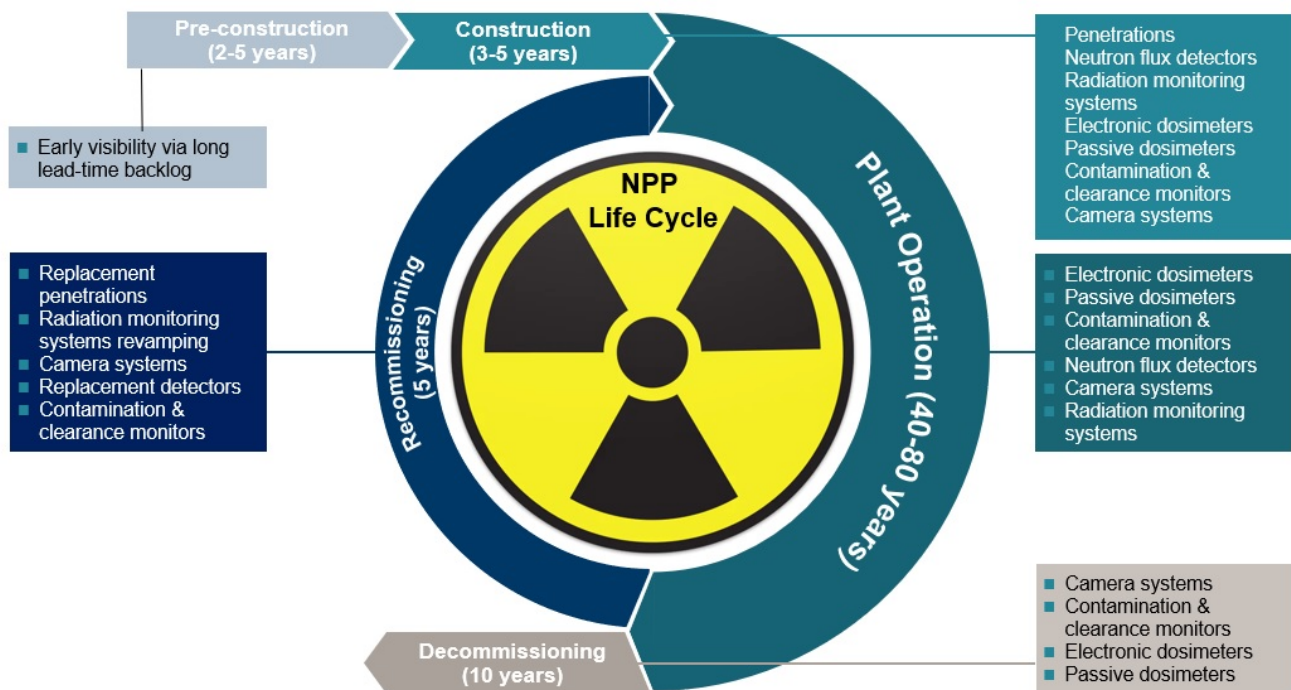 Pre-construction
(2-5 years)
Construction
(3-5 years)
Penetrations
Neutron flux detectors
Radiation monitoring
systems
Electronic dosimeters
Passive dosimeters
Contamination &
clearance monitors
Camera systems
Early visibility via long
lead-time backlog
NPP
Life Cycle
Plant Operation (40-80 years)
Recommissioning
(5 years)
Replacement
penetrations
Radiation monitoring
systems revamping
Camera systems
Replacement detectors
Contamination &
clearance monitors
Electronic dosimeters
Passive dosimeters
Contamination &
clearance monitors
Neutron flux detectors
Camera systems
Radiation monitoring
systems
Decommissioning
(10 years)
Camera systems
Contamination &
clearance monitors
Electronic dosimeters
Passive dosimeters